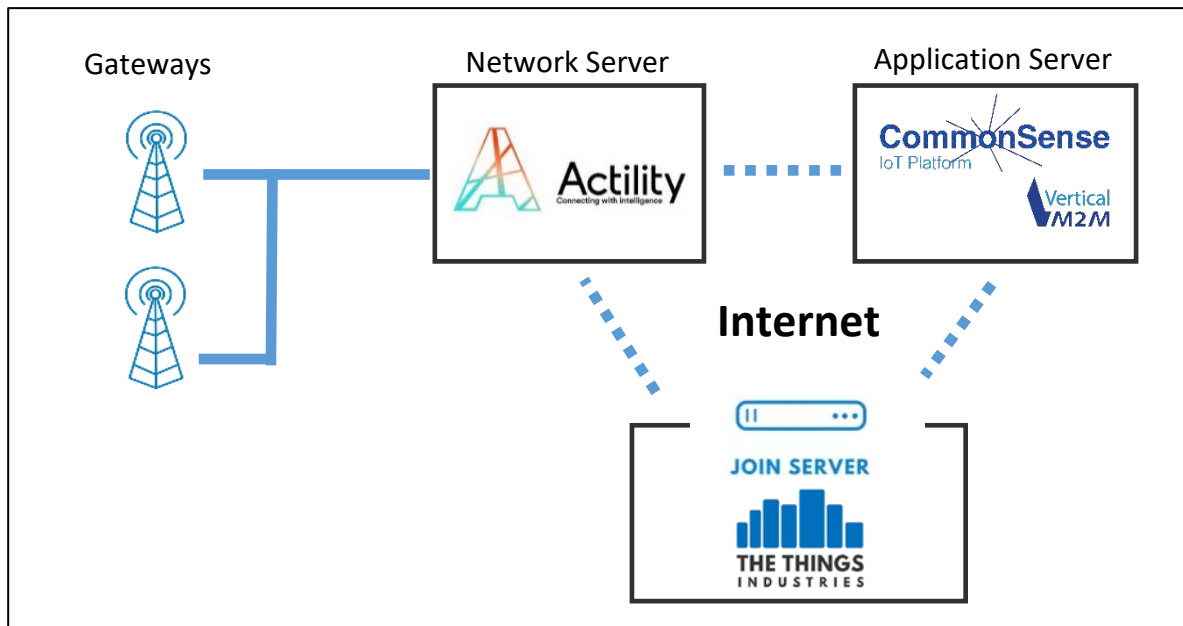 Gateways
Network Server
Application Server
Actility
Connecting with intelligence
CommonSense
IoT Platform
Vertical
M2M
Internet
JOIN SERVER
THE THINGS
INDUSTRIES